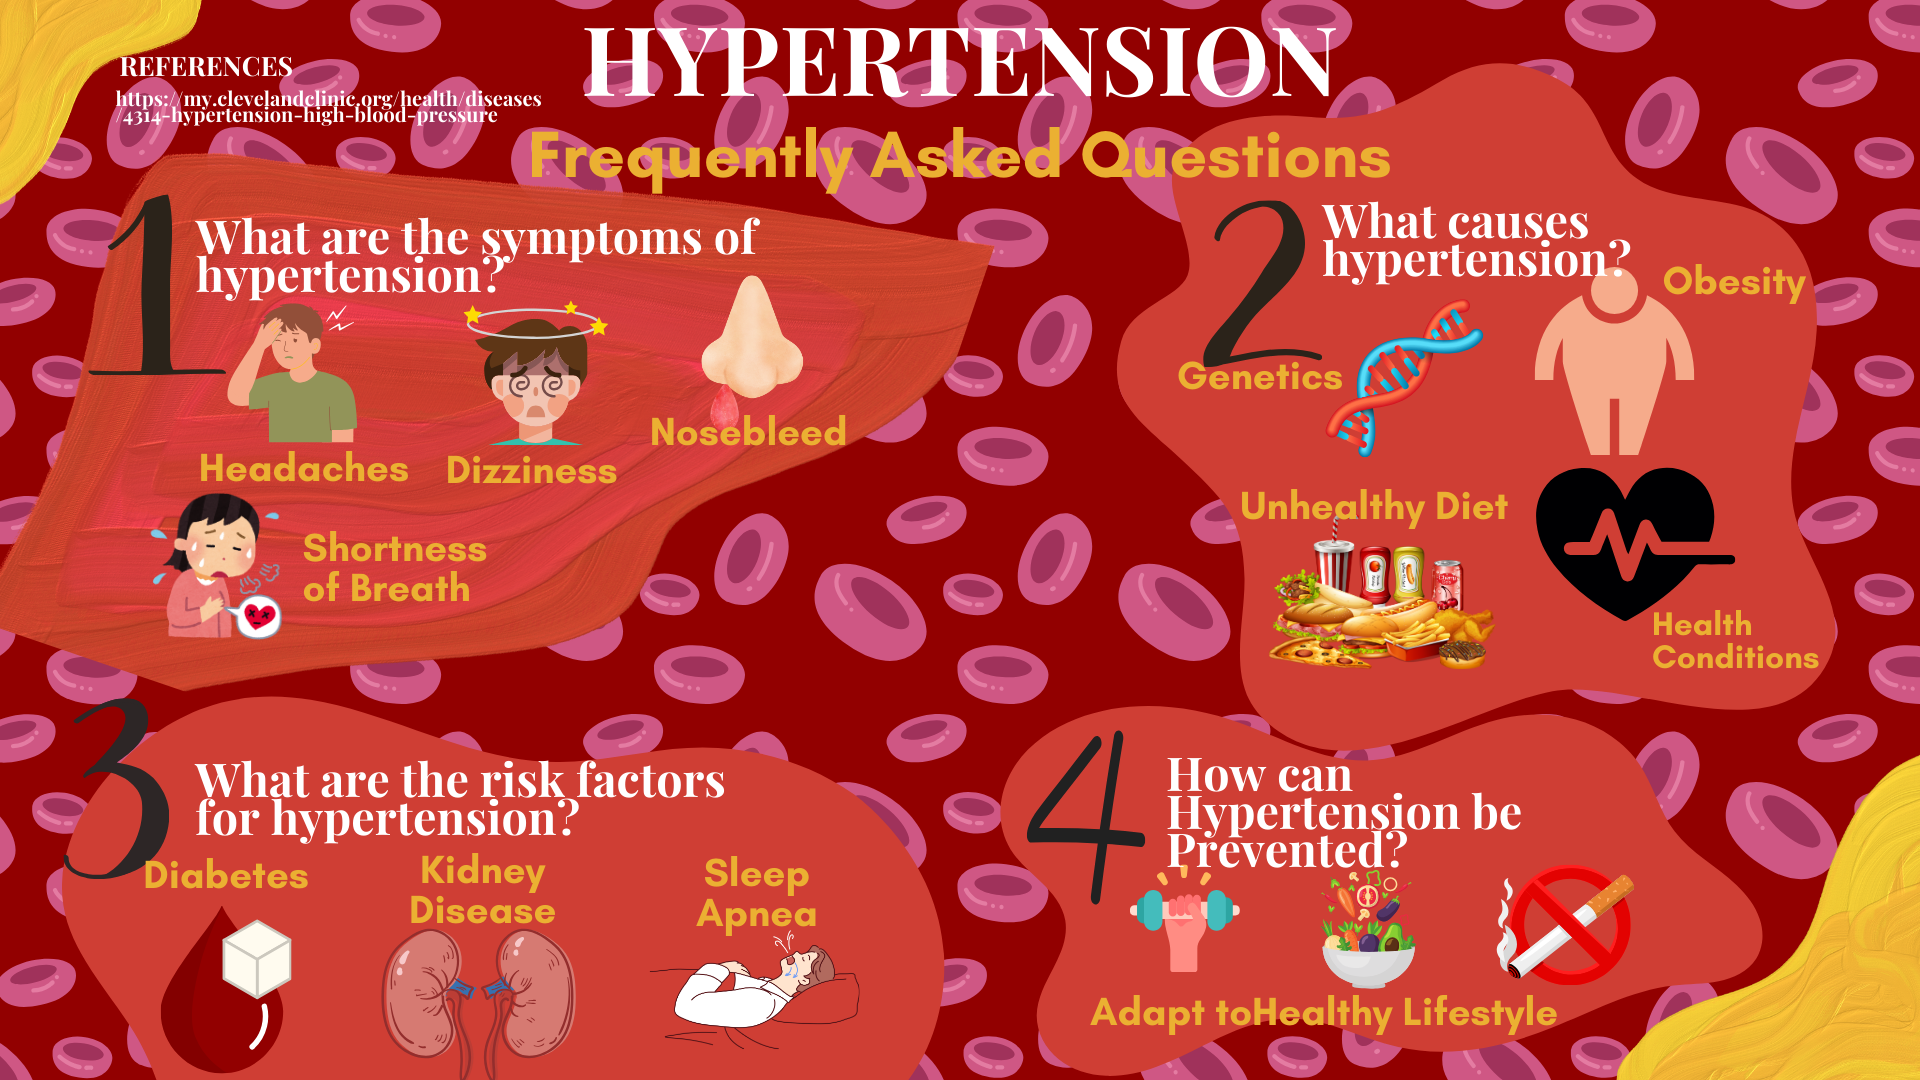 HYPERTENSION
Frequently Asked Questions
REFERENCES
https://my.clevelandclinic.org/health/diseases
/4314-hypertension-high-blood-pressure
1
What are the symptoms of
hypertension?
Headaches
Dizziness
Nosebleed
Shortness
of Breath
2
What causes
hypertension?
Obesity
Genetics
Unhealthy Diet
Health
Conditions
3
What are the risk factors
for hypertension?
Diabetes
Kidney
Disease
Sleep
Apnea
4
How can
Hypertension be
Prevented?
Adapt toHealthy Lifestyle